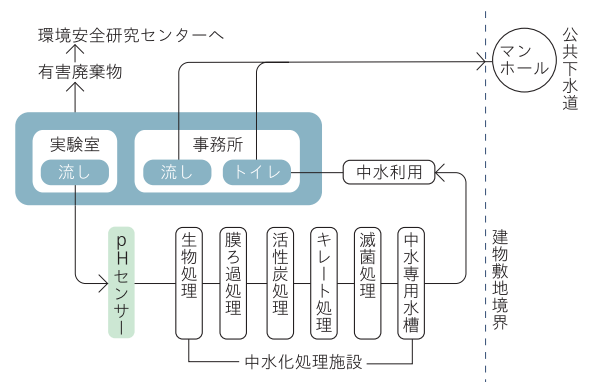 環境安全研究センターへ
有害廃棄物
実験室
流し
事務所
流し
トイレ
中水利用
マン
ホール
公共下水道
pHセンサー
生物処理
膜ろ過処理
活性炭処理
キレート処理
滅菌処理
中水専用水槽
建物敷地境界
中水化処理施設